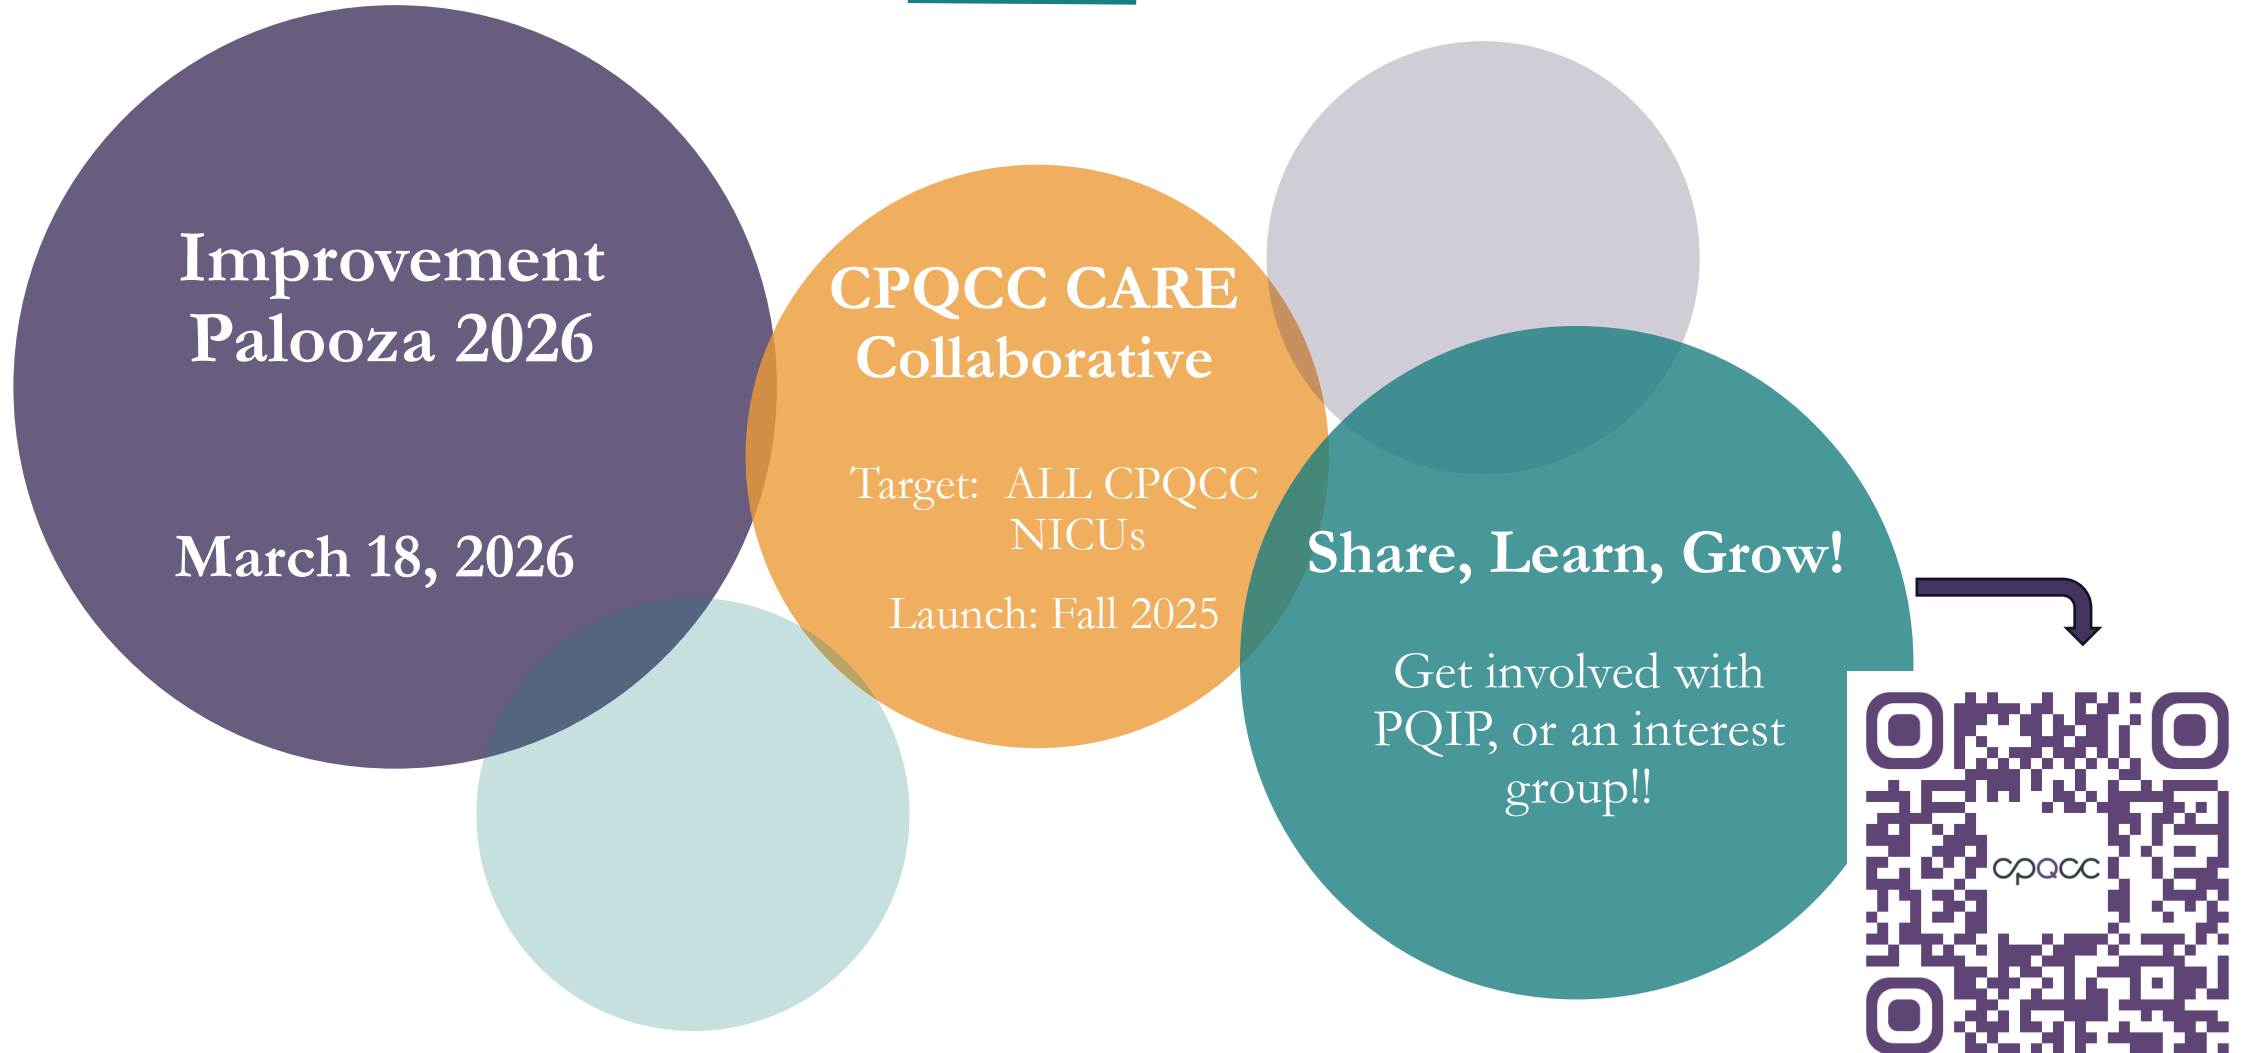 Improvement
Palooza 2026
March 18, 2026
CPQCC CARE
Collaborative
Target: ALL CPQCC
NICUs
Launch: Fall 2025
Share, Learn, Grow!
Get involved with
PQIP, or an interest
group!!
cpQcc